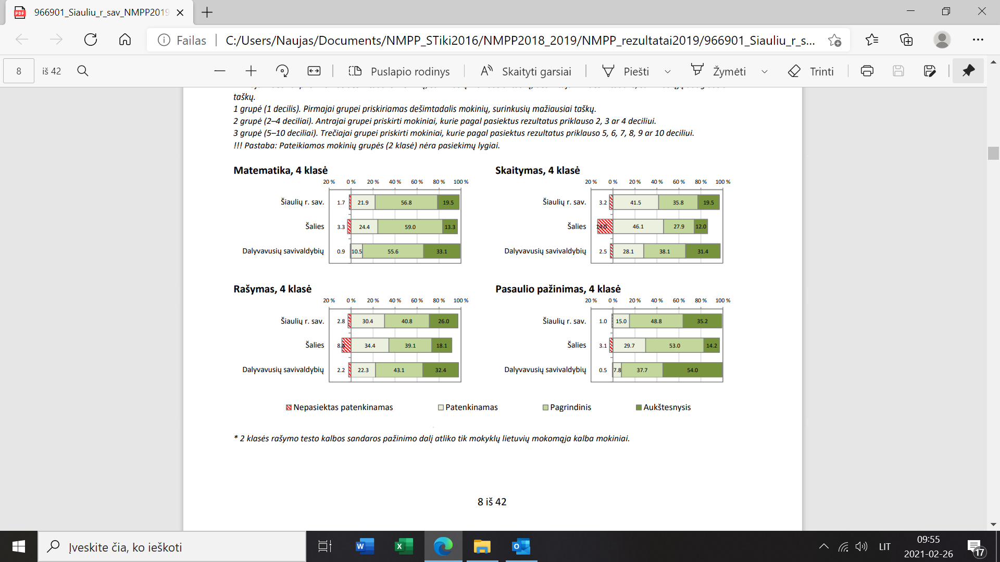 966901_Siauliu_r_sav_NMPP2019
Failas
C:/Users/Naujas/Documents/NMPP_STiki2016/NMPP2018_2019/NMPP_rezultatai2019/966901_Siauliu_r_s...
8 iš 42
Puslapio rodinys
Skaityti garsiai
Piešti
Žymėti
Trinti
taškų.
1 grupė (1 decilis). Pirmajai grupei priskiriamas dešimtadalis mokinių, surinkusių mažiausiai taškų.
2 grupė (2–4 deciliai). Antrajai grupei priskirti mokiniai, kurie pagal pasiektus rezultatus priklauso 2, 3 ar 4 deciliui.
3 grupė (5–10 deciliai). Trečiajai grupei priskirti mokiniai, kurie pagal pasiektus rezultatus priklauso 5, 6, 7, 8, 9 ar 10 deciliui.
!!! Pastaba: Pateikiamos mokinių grupės (2 klasė) nėra pasiekimų lygiai.
Matematika, 4 klasė
20 % 0 % 20 % 40 % 60 % 80 % 100 %
Šiaulių r. sav. 1.7 21.9 56.8 19.5
Šalies 3.3 24.4 59.0 13.3
Dalyvavusių savivaldybių 0.9 10.5 55.6 33.1
Skaitymas, 4 klasė
20 % 0 % 20 % 40 % 60 % 80 % 100 %
Šiaulių r. sav. 3.2 41.5 35.8 19.5
Šalies 46.1 27.9 12.0
Dalyvavusių savivaldybių 2.5 28.1 38.1 31.4
Rašymas, 4 klasė
20 % 0 % 20 % 40 % 60 % 80 % 100 %
Šiaulių r. sav. 2.8 30.4 40.8 26.0
Šalies 34.4 39.1 18.1
Dalyvavusių savivaldybių 2.2 22.3 43.1 32.4
Pasaulio pažinimas, 4 klasė
20 % 0 % 20 % 40 % 60 % 80 % 100 %
Šiaulių r. sav. 1.0 15.0 48.8 35.2
Šalies 3.1 29.7 53.0 14.2
Dalyvavusių savivaldybių 0.5 7.8 37.7 54.0
Nepasiektas patenkinamas Patenkinamas Pagrindinis Aukštesnysis
* 2 klasės rašymo testo kalbos sandaros pažinimo dalį atliko tik mokyklų lietuvių mokomąja kalba mokiniai.
8 iš 42
Įveskite čia, ko ieškoti
LIT
09:55
2021-02-26
17